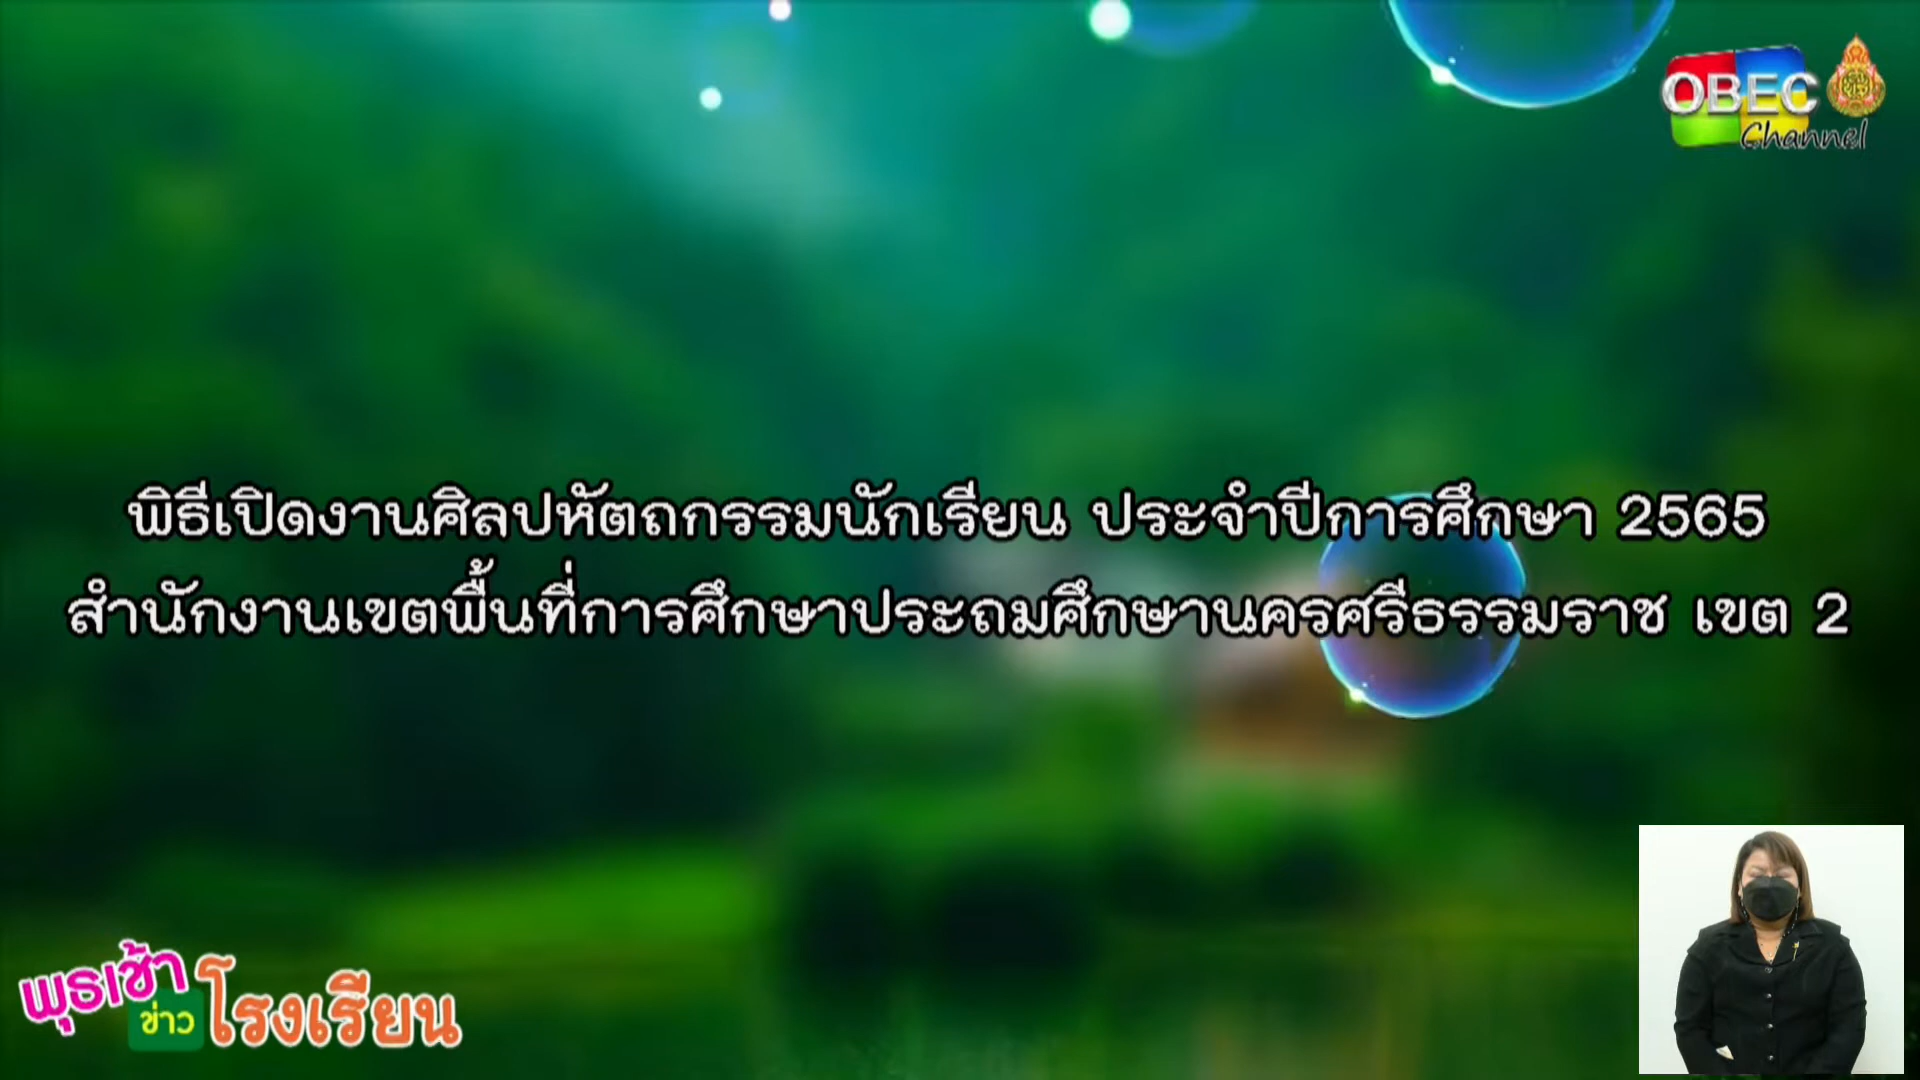 OBEC
Channel
พิธีเปิดงานศิลปหัตถกรรมนักเรียน ประจำปีการศึกษา 2565
สำนักงานเขตพื้นที่การศึกษาประถมศึกษานครศรีธรรมราช เขต 2
พุธเช้า
ข่าว
โรงเรียน